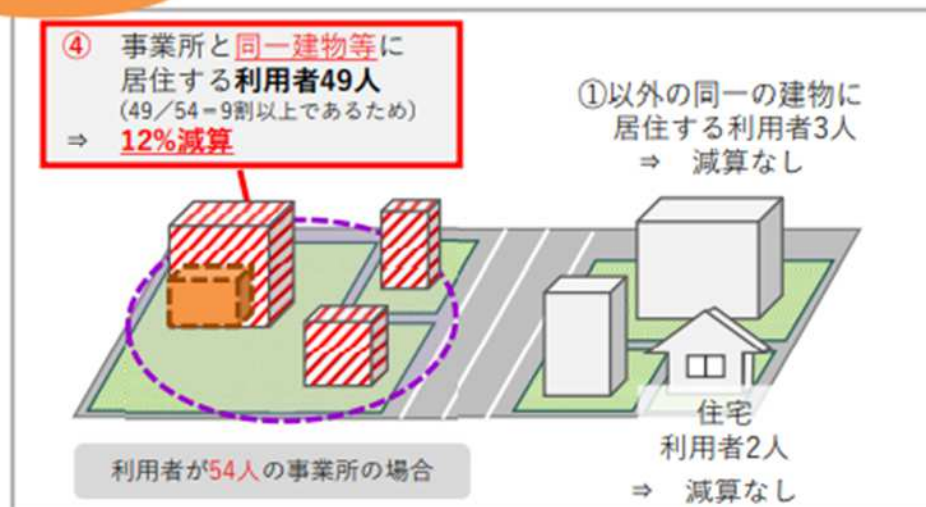 ④ 事業所と同一建物等に
居住する利用者49人
(49／54＝9割以上であるため)
⇒ 12%減算
①以外の同一の建物に
居住する利用者3人
⇒ 減算なし
住宅
利用者2人
⇒ 減算なし
利用者が54人の事業所の場合